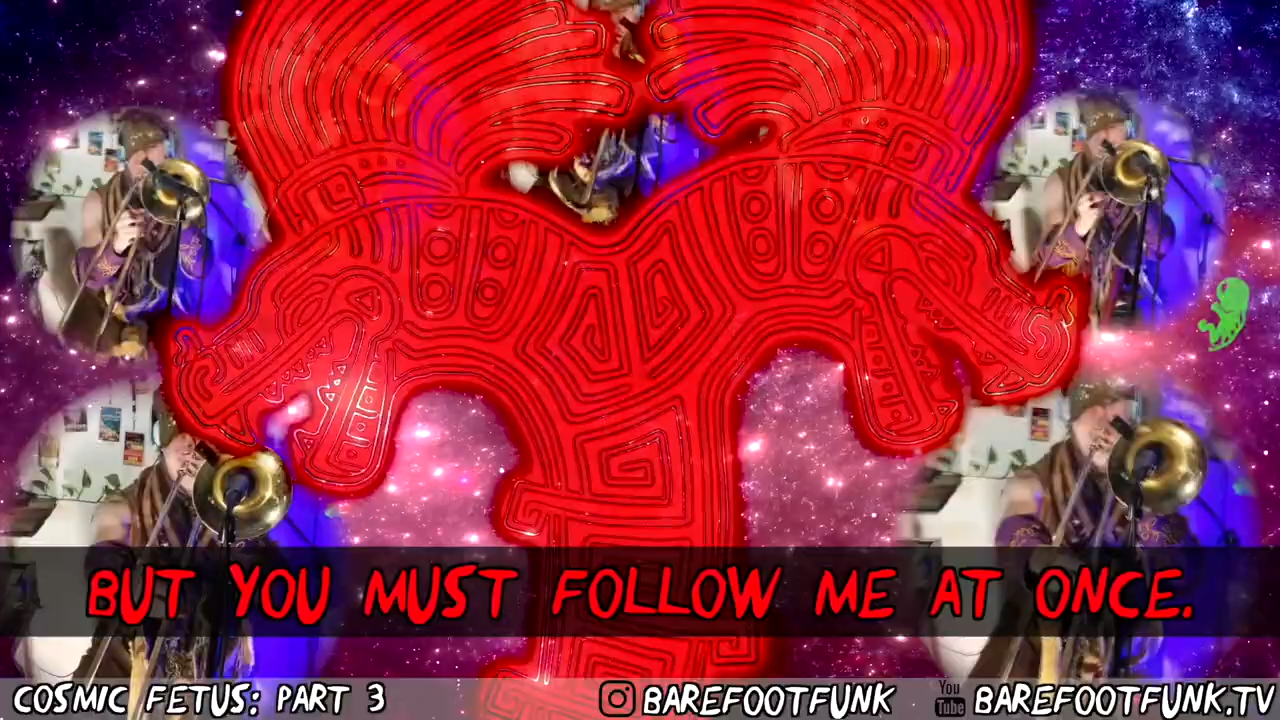 BUT YOU MUST FOLLOW ME AT ONCE.
COSMIC FETUS: PART 3 BAREFOOTFUNK You Tube BAREFOOTFUNK.TV